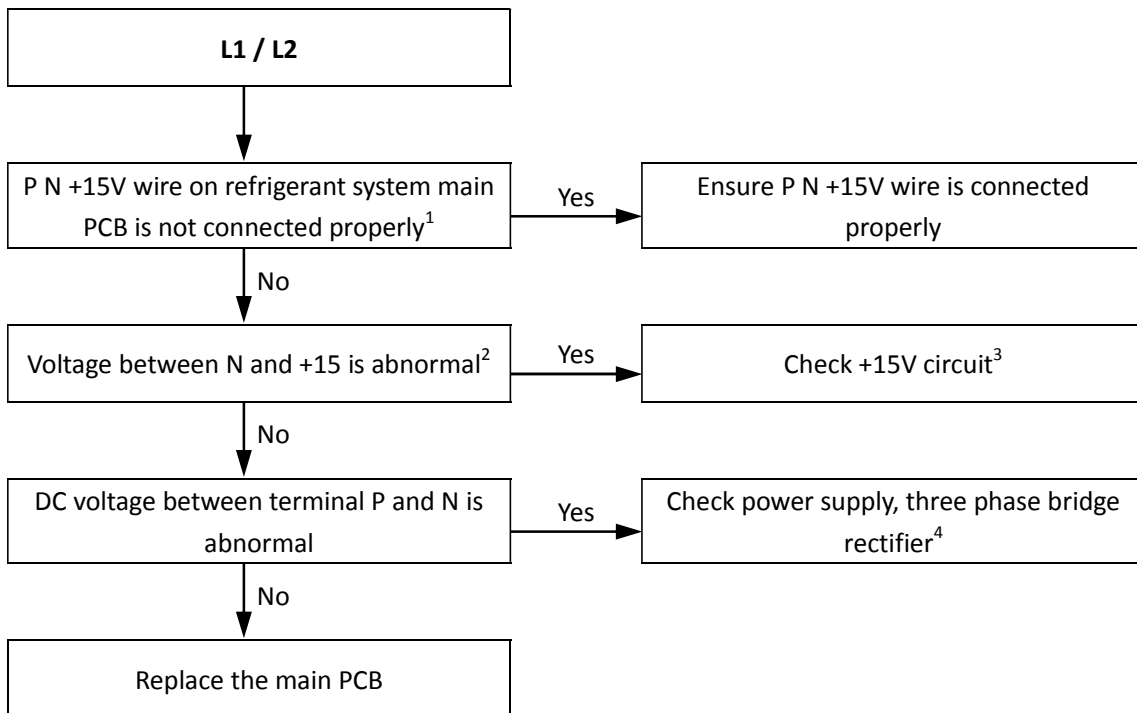 L1 / L2
P N +15V wire on refrigerant system main
PCB is not connected properly¹
Yes
Ensure P N +15V wire is connected
properly
No
Voltage between N and +15 is abnormal²
Yes
Check +15V circuit³
No
DC voltage between terminal P and N is
abnormal
Yes
Check power supply, three phase bridge
rectifier⁴
No
Replace the main PCB